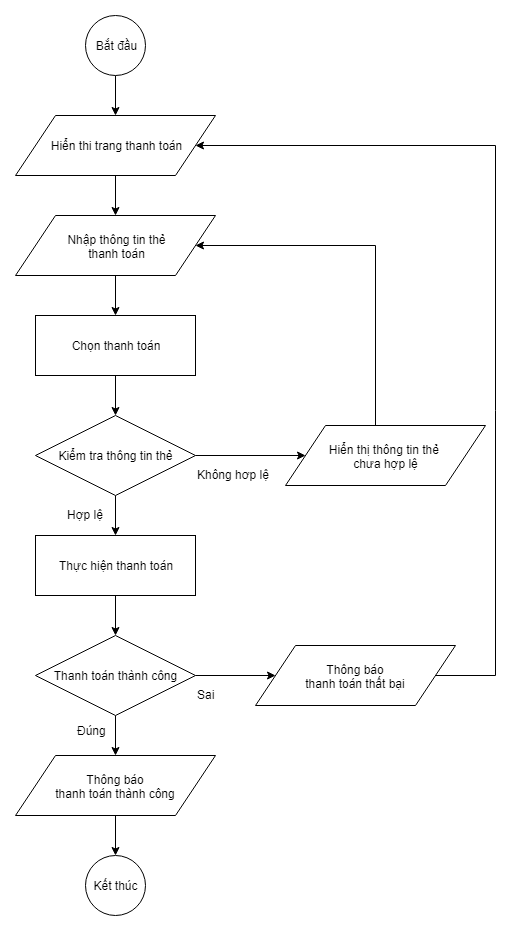 Bắt đầu
Hiển thi trang thanh toán
Nhập thông tin thẻ
thanh toán
Chọn thanh toán
Kiểm tra thông tin thẻ
Không hợp lệ
Hiển thị thông tin thẻ
chưa hợp lệ
Hợp lệ
Thực hiện thanh toán
Thanh toán thành công
Sai
Thông báo
thanh toán thất bại
Đúng
Thông báo
thanh toán thành công
Kết thúc